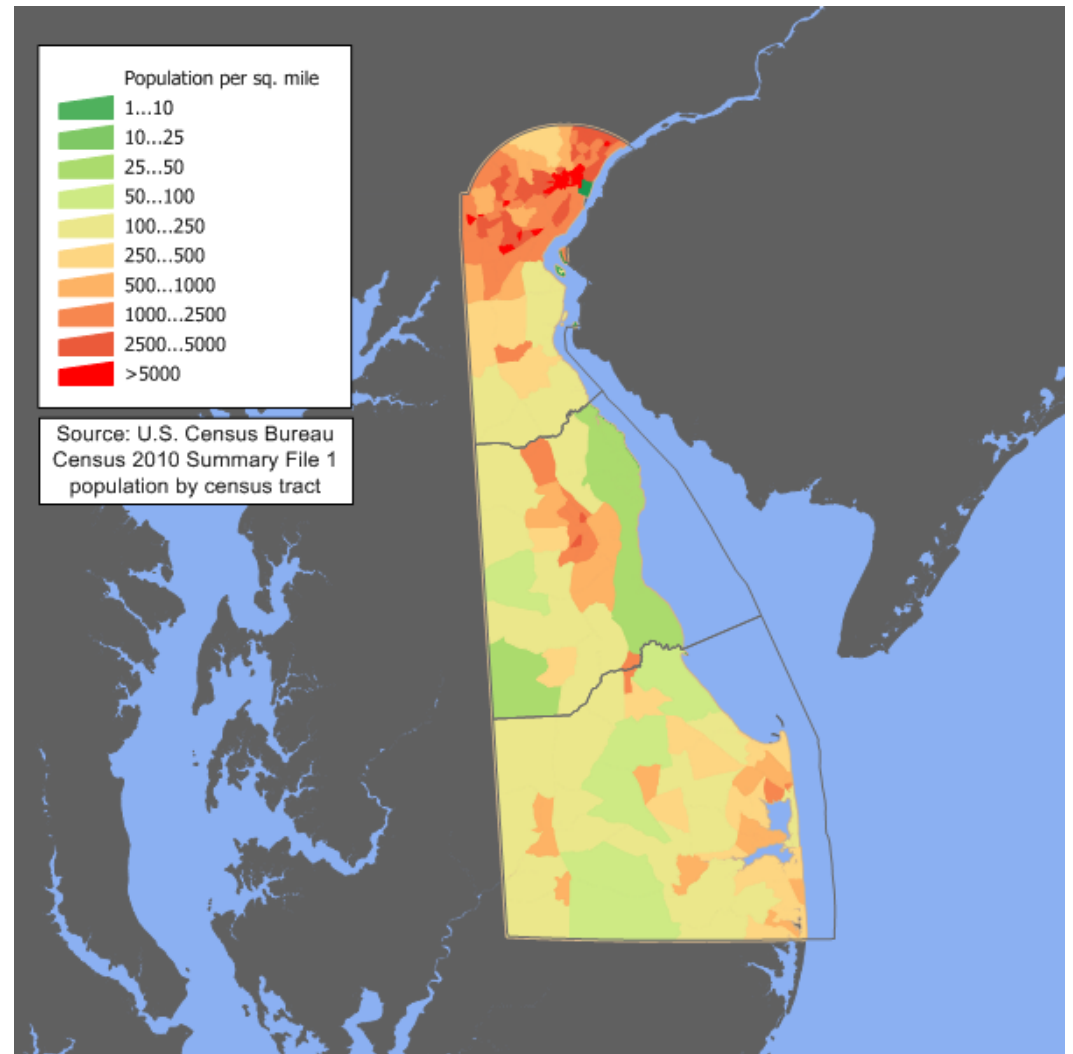 Population per sq. mile
1...10
10...25
25...50
50...100
100...250
250...500
500...1000
1000...2500
2500...5000
>5000
Source: U.S. Census Bureau
Census 2010 Summary File 1
population by census tract